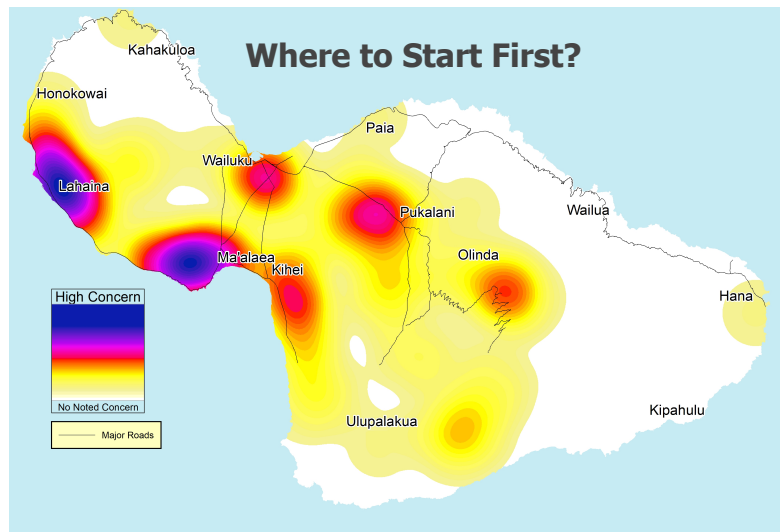 Where to Start First?
Kahakuloa
Honokowai
Paia
Wailuku
Lahaina
Pukalani
Wailua
Olinda
Ma'alaea
Kihei
Hana
High Concern
No Noted Concern
Kipahulu
Ulupalakua
Major Roads